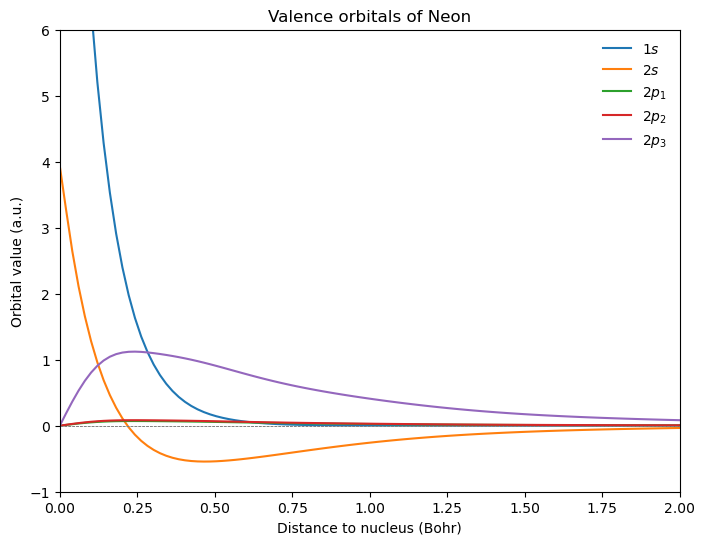 Valence orbitals of Neon
Orbital value (a.u.)
6
5
4
3
2
1
0
−1
1s
2s
2p₁
2p₂
2p₃
0.00 0.25 0.50 0.75 1.00 1.25 1.50 1.75 2.00
Distance to nucleus (Bohr)